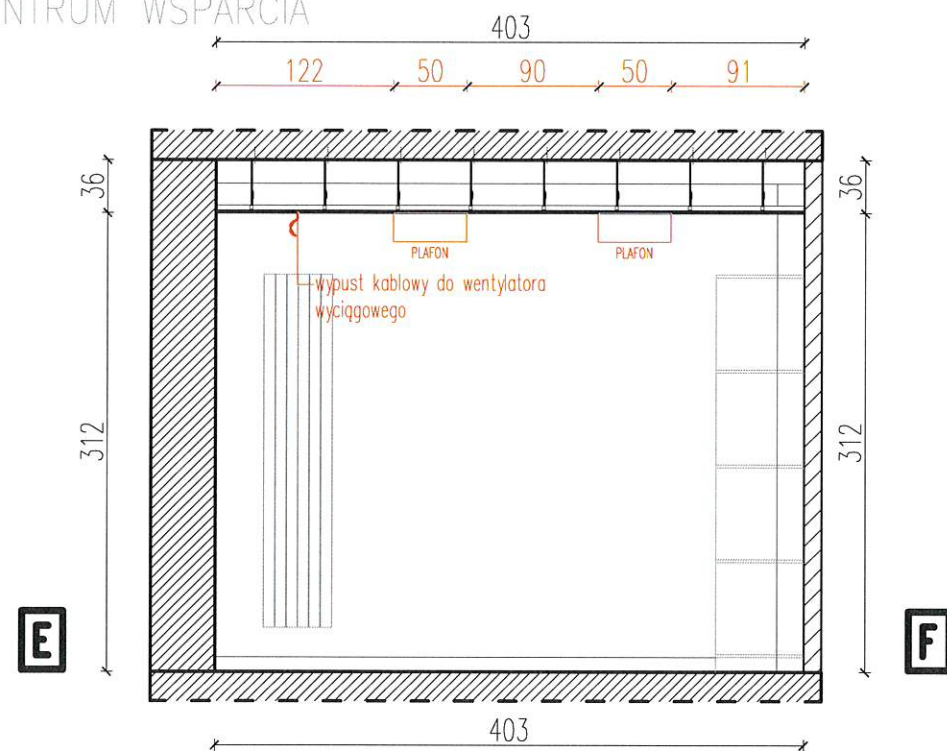 NTRUM WSPARCIA
403
122 50 90 50 91
36 36
PLAFON PLAFON
wypust kablowy do wentylatora
wyciągowego
312 312
E F
403